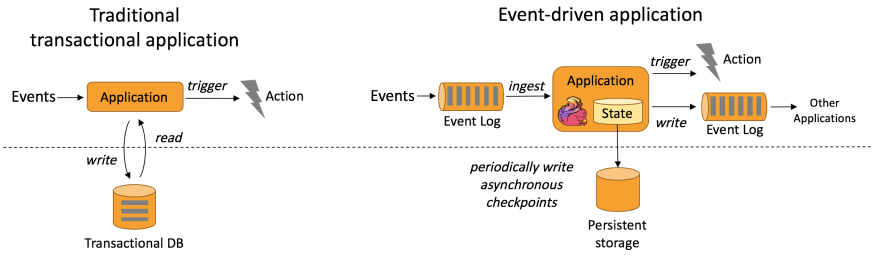 Traditional
transactional application
Events
Application
trigger
Action
write
read
Transactional DB
Event-driven application
Events
Event Log
ingest
Application
State
trigger
Action
write
Event Log
Other
Applications
periodically write
asynchronous
checkpoints
Persistent
storage